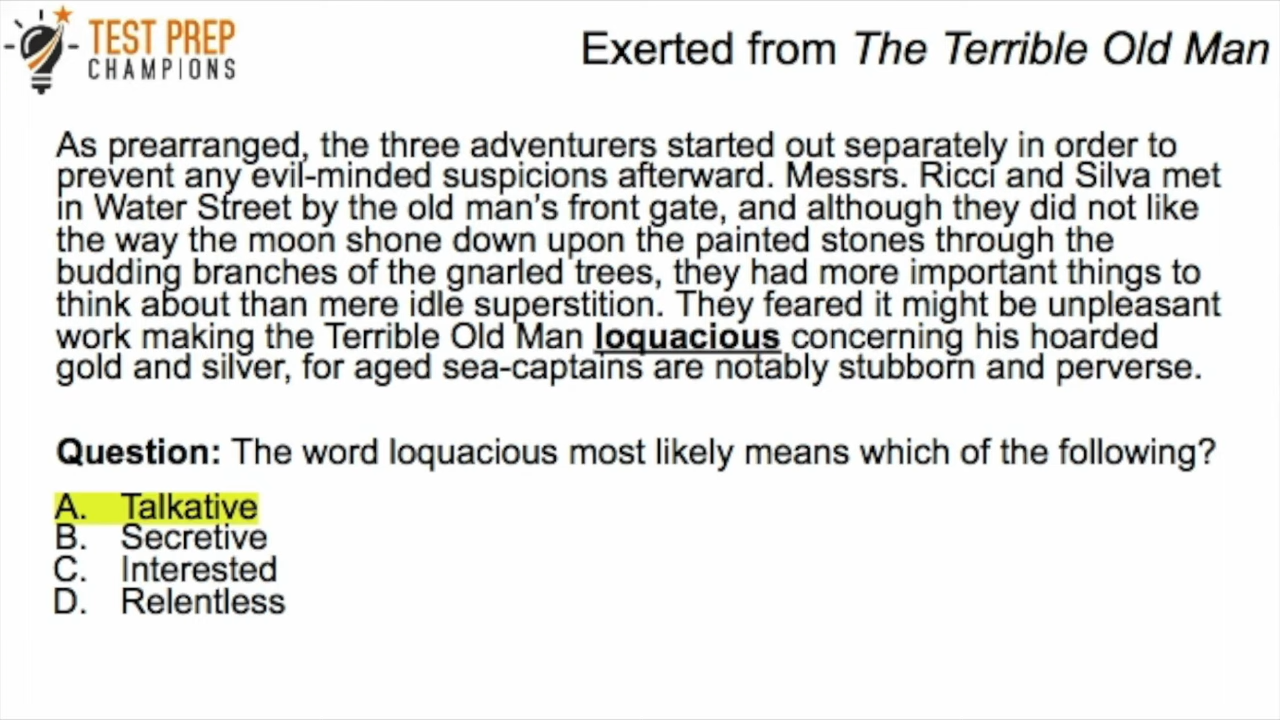 TEST PREP
CHAMPIONS
Exerted from The Terrible Old Man
As prearranged, the three adventurers started out separately in order to
prevent any evil-minded suspicions afterward. Messrs. Ricci and Silva met
in Water Street by the old man's front gate, and although they did not like
the way the moon shone down upon the painted stones through the
budding branches of the gnarled trees, they had more important things to
think about than mere idle superstition. They feared it might be unpleasant
work making the Terrible Old Man loquacious concerning his hoarded
gold and silver, for aged sea-captains are notably stubborn and perverse.
Question: The word loquacious most likely means which of the following?
A. Talkative
B. Secretive
C. Interested
D. Relentless